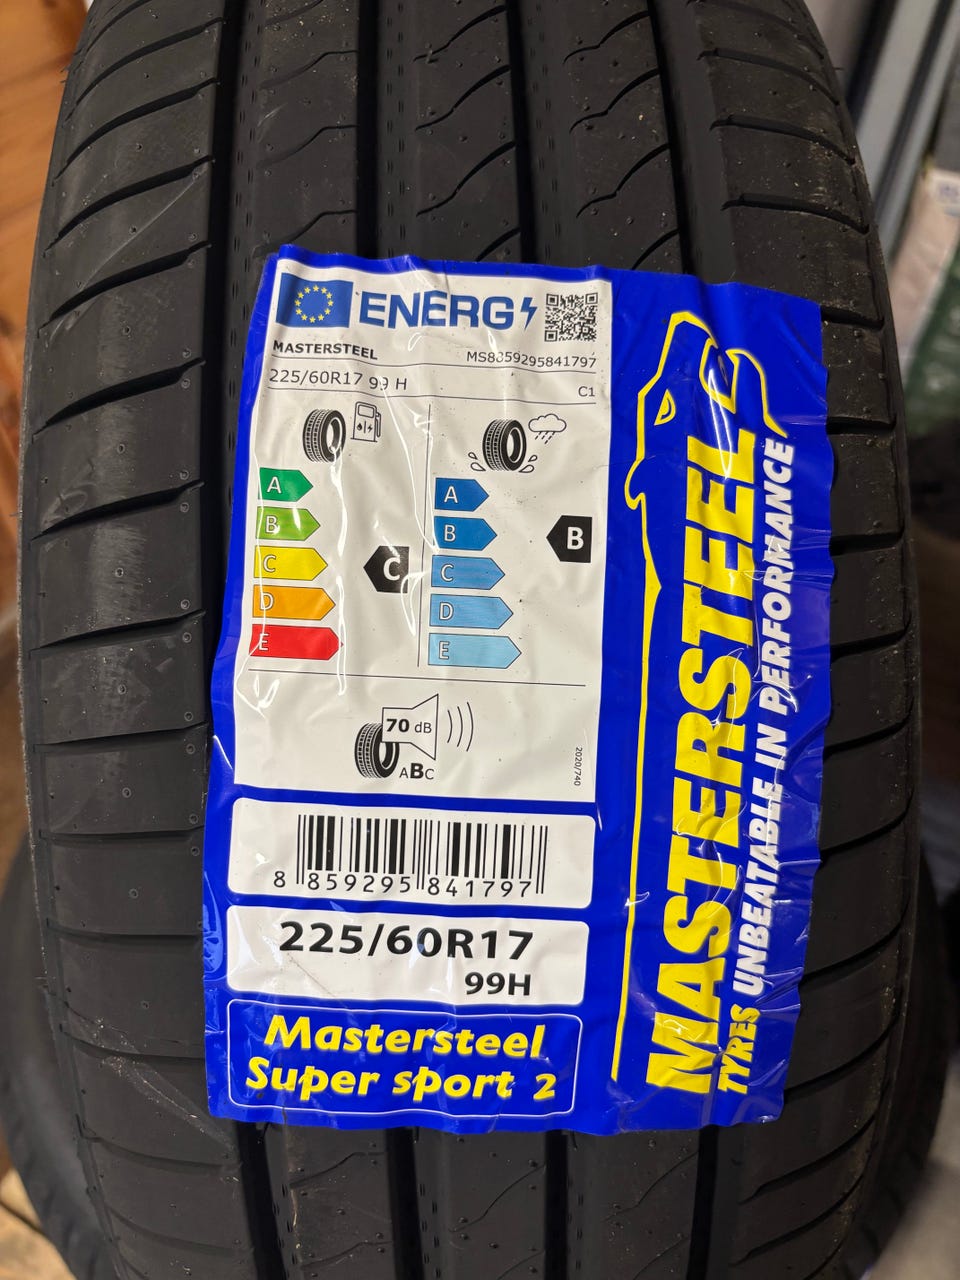 ENERG
MASTERSTEEL
MS8859295841797
225/60R17 99 H
C1
A
B
C
D
E
C
A
B
C
D
E
B
70 dB
ABC
2020/740
8 859295 841797
225/60R17
99H
Mastersteel
Super sport 2
MASTERSTEEL
TYRES UNBEATABLE IN PERFORMANCE